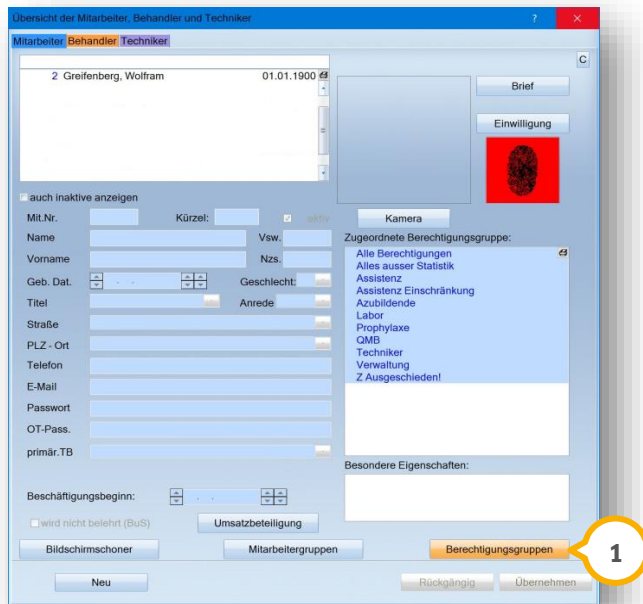 Übersicht der Mitarbeiter, Behandler und Techniker ?
Mitarbeiter Behandler Techniker
C
2 Greifenberg, Wolfram 01.01.1900
Brief
Einwilligung
auch inaktive anzeigen
Mit.Nr. Kürzel: aktiv Kamera
Name Vsw. Zugeordnete Berechtigungsgruppe:
Vorname Nzs.
Alle Berechtigungen
Alles ausser Statistik
Assistenz
Assistenz Einschränkung
Azubildende
Labor
Prophylaxe
QMB
Techniker
Verwaltung
Z Ausgeschieden!
Geb. Dat. . . Geschlecht:
Titel Anrede
Straße
PLZ - Ort
Telefon
E-Mail
Passwort
OT-Pass.
primär.TB
Besondere Eigenschaften:
Beschäftigungsbeginn: . .
wird nicht belehrt (BuS) Umsatzbeteiligung
Bildschirmschoner Mitarbeitergruppen Berechtigungsgruppen 1
Neu Rückgängig Übernehmen